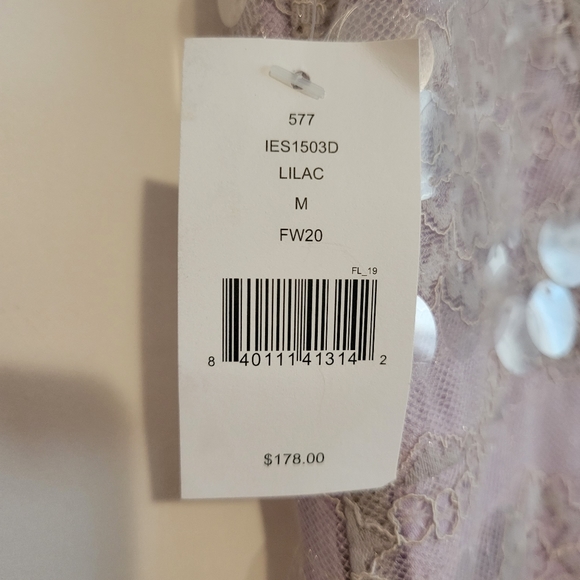 577
IES1503D
LILAC
M
FW20
FL_19
8 40111 41314 2
$178.00